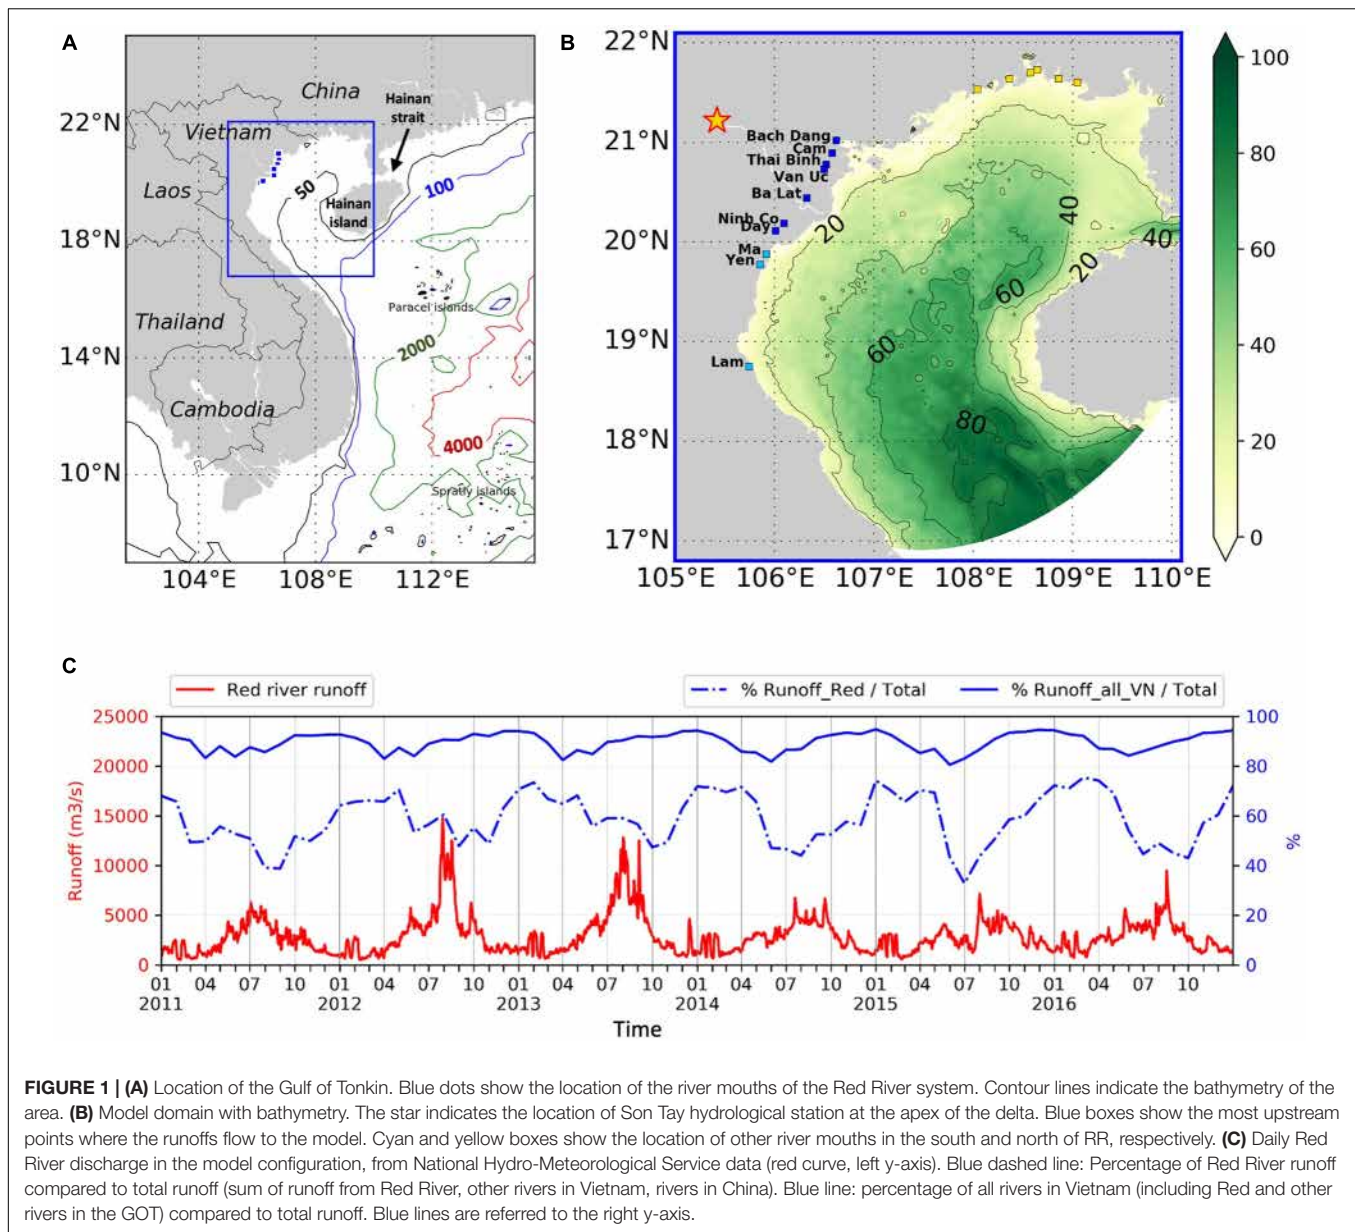 A
China
Hainan
strait
22°N
Vietnam
50
Laos
100
Hainan
island
18°N
Paracel islands
Thailand
2000
14°N
Cambodia
4000
10°N
Spratly islands
104°E 108°E 112°E
B
22°N
21°N
Bach Dang
Cam
Thai Binh
Van Uc
Ba Lat
Ninh Co
Day
20
40
40
20°N
Ma
Yen
20
60
19°N
60
Lam
80
18°N
17°N
105°E 106°E 107°E 108°E 109°E 110°E
100
80
60
40
20
0
C
Red river runoff
% Runoff_Red / Total
% Runoff_all_VN / Total
25000
20000
15000
10000
5000
0
Runoff (m3/s)
100
80
60
40
20
0
%
01 04 07 10 01 04 07 10 01 04 07 10 01 04 07 10 01 04 07 10 01 04 07 10
2011 2012 2013 2014 2015 2016
Time
FIGURE 1 | (A) Location of the Gulf of Tonkin. Blue dots show the location of the river mouths of the Red River system. Contour lines indicate the bathymetry of the
area. (B) Model domain with bathymetry. The star indicates the location of Son Tay hydrological station at the apex of the delta. Blue boxes show the most upstream
points where the runoffs flow to the model. Cyan and yellow boxes show the location of other river mouths in the south and north of RR, respectively. (C) Daily Red
River discharge in the model configuration, from National Hydro-Meteorological Service data (red curve, left y-axis). Blue dashed line: Percentage of Red River runoff
compared to total runoff (sum of runoff from Red River, other rivers in Vietnam, rivers in China). Blue line: percentage of all rivers in Vietnam (including Red and other
rivers in the GOT) compared to total runoff. Blue lines are referred to the right y-axis.